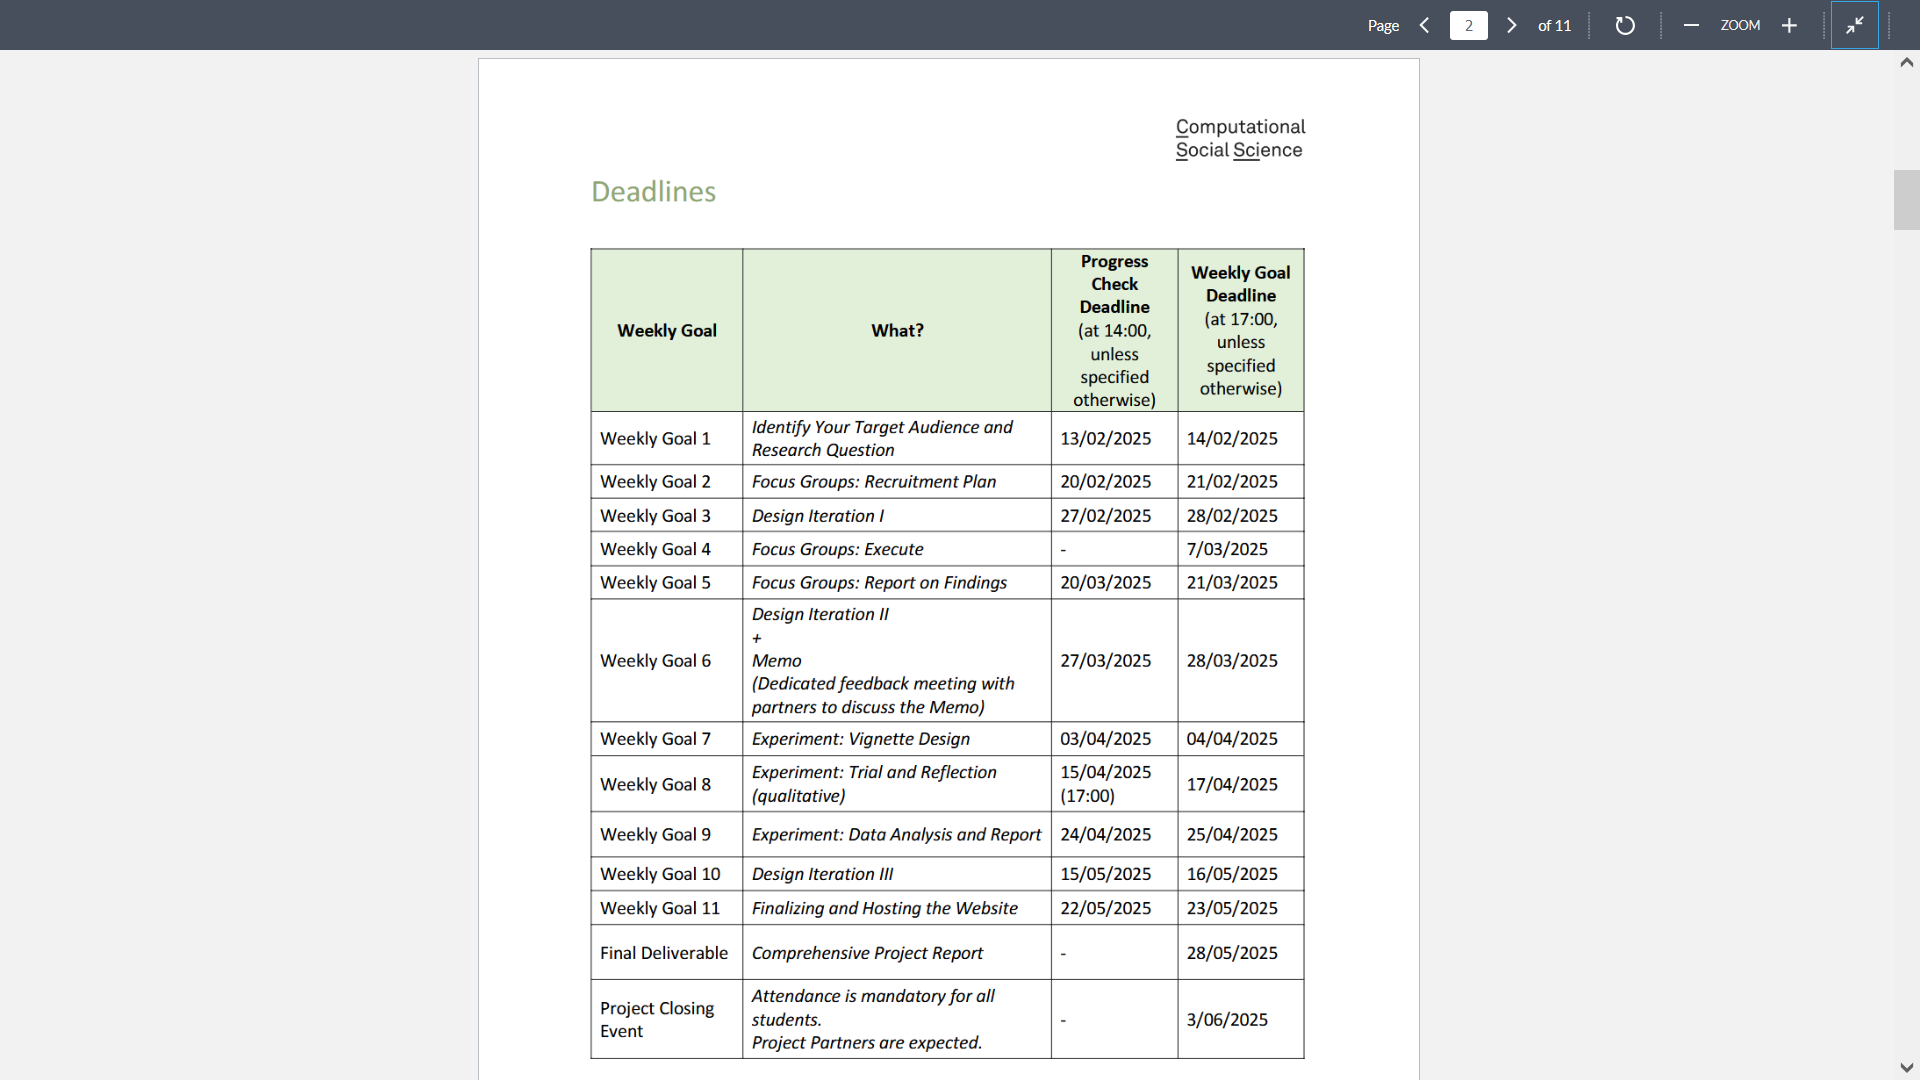 Page 2 of 11 ZOOM
Computational
Social Science
Deadlines
Weekly Goal
What?
Progress
Check
Deadline
(at 14:00,
unless
specified
otherwise)
Weekly Goal
Deadline
(at 17:00,
unless
specified
otherwise)
Weekly Goal 1
Identify Your Target Audience and
Research Question
13/02/2025
14/02/2025
Weekly Goal 2
Focus Groups: Recruitment Plan
20/02/2025
21/02/2025
Weekly Goal 3
Design Iteration I
27/02/2025
28/02/2025
Weekly Goal 4
Focus Groups: Execute
-
7/03/2025
Weekly Goal 5
Focus Groups: Report on Findings
20/03/2025
21/03/2025
Weekly Goal 6
Design Iteration II
+
Memo
(Dedicated feedback meeting with
partners to discuss the Memo)
27/03/2025
28/03/2025
Weekly Goal 7
Experiment: Vignette Design
03/04/2025
04/04/2025
Weekly Goal 8
Experiment: Trial and Reflection
(qualitative)
15/04/2025
(17:00)
17/04/2025
Weekly Goal 9
Experiment: Data Analysis and Report
24/04/2025
25/04/2025
Weekly Goal 10
Design Iteration III
15/05/2025
16/05/2025
Weekly Goal 11
Finalizing and Hosting the Website
22/05/2025
23/05/2025
Final Deliverable
Comprehensive Project Report
-
28/05/2025
Project Closing
Event
Attendance is mandatory for all
students.
Project Partners are expected.
-
3/06/2025